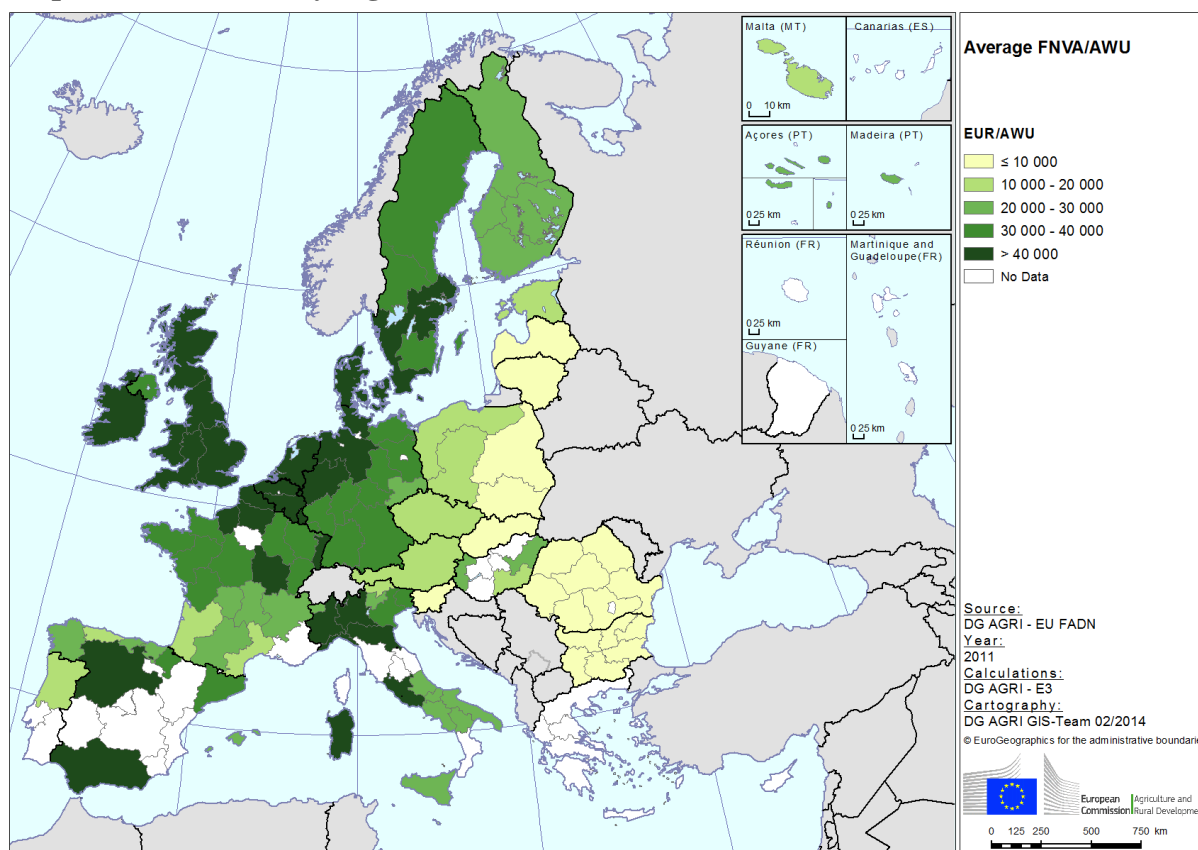 Malta (MT)
0 10 km
Canarias (ES)
Açores (PT)
0 25 km
Madeira (PT)
0 25 km
Réunion (FR)
0 25 km
Martinique and
Guadeloupe(FR)
Guyane (FR)
0 25 km
Average FNVA/AWU
EUR/AWU
≤ 10 000
10 000 - 20 000
20 000 - 30 000
30 000 - 40 000
> 40 000
No Data
Source:
DG AGRI - EU FADN
Year:
2011
Calculations:
DG AGRI - E3
Cartography:
DG AGRI GIS-Team 02/2014
© EuroGeographics for the administrative boundarie
European
Commission
Agriculture and
Rural Developme
0 125 250 500 750 km